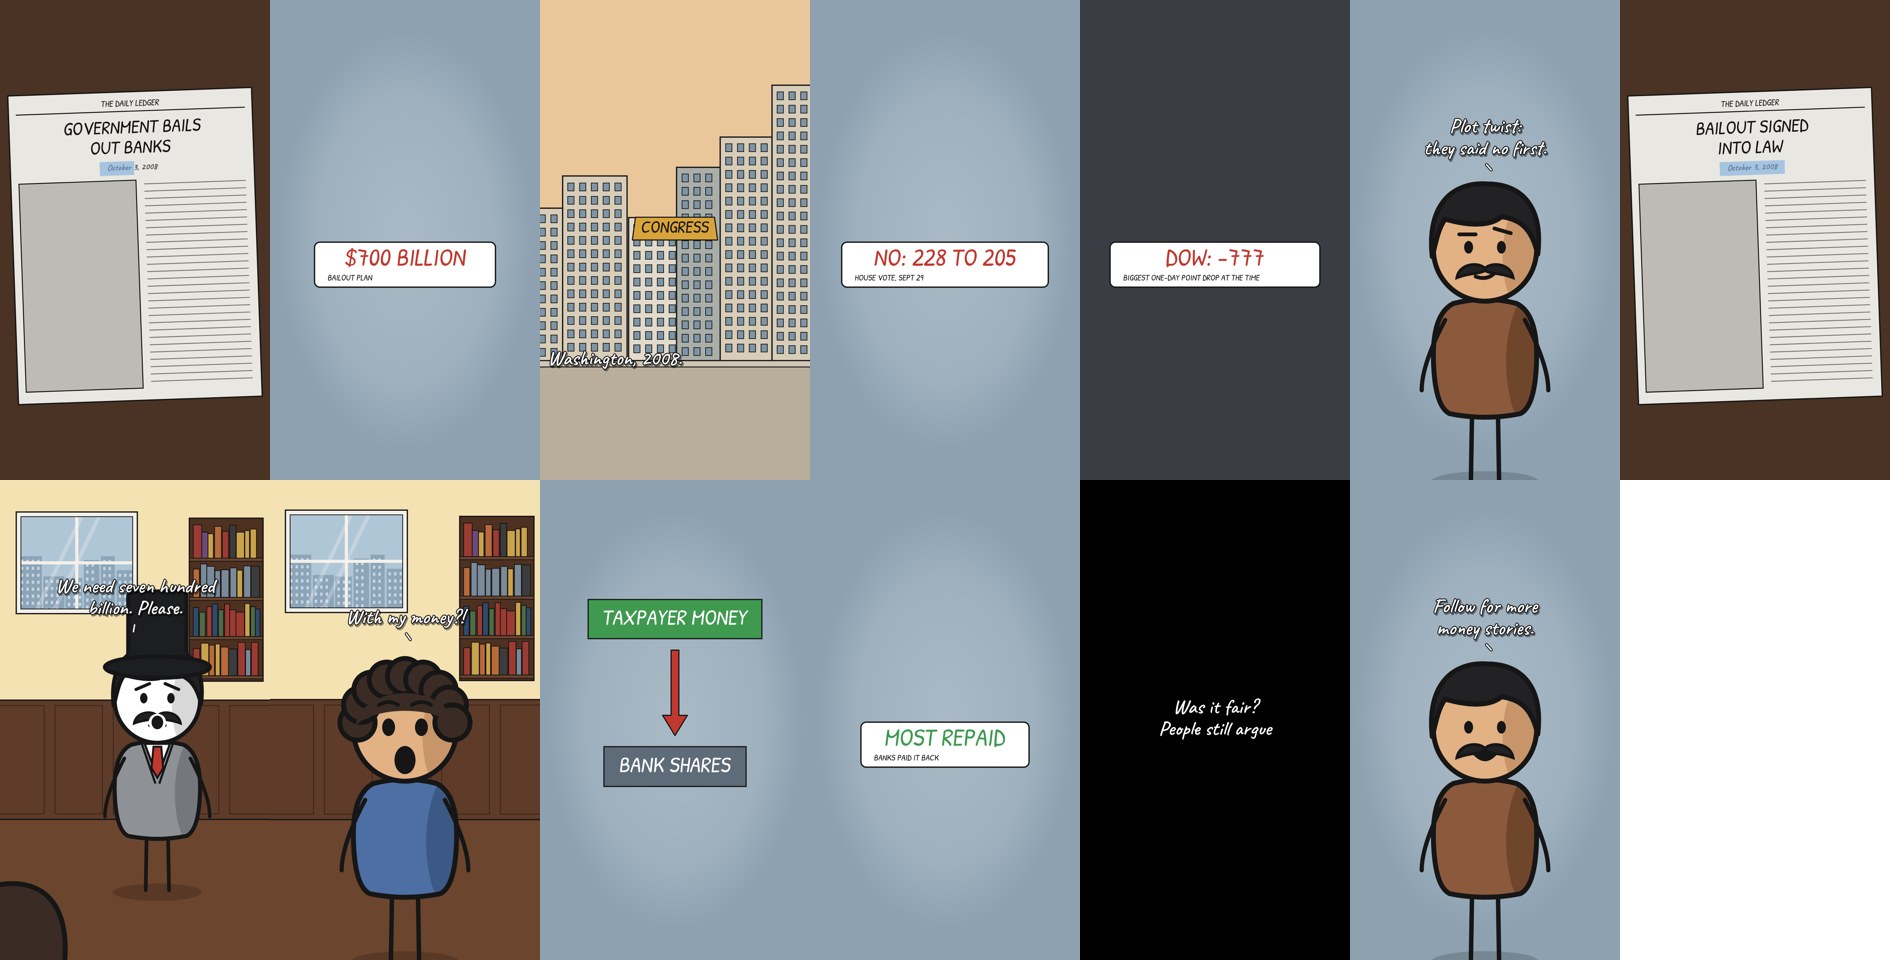 THE DAILY LEDGER
GOVERNMENT BAILS
OUT BANKS
October 3, 2008
$700 BILLION
BAILOUT PLAN
CONGRESS
Washington, 2008.
NO: 228 TO 205
HOUSE VOTE, SEPT 29
DOW: -777
BIGGEST ONE-DAY POINT DROP AT THE TIME
Plot twist:
they said no first.
THE DAILY LEDGER
BAILOUT SIGNED
INTO LAW
October 3, 2008
We need seven hundred
billion. Please.
With my money?!
TAXPAYER MONEY
BANK SHARES
MOST REPAID
BANKS PAID IT BACK
Was it fair?
People still argue
Follow for more
money stories.